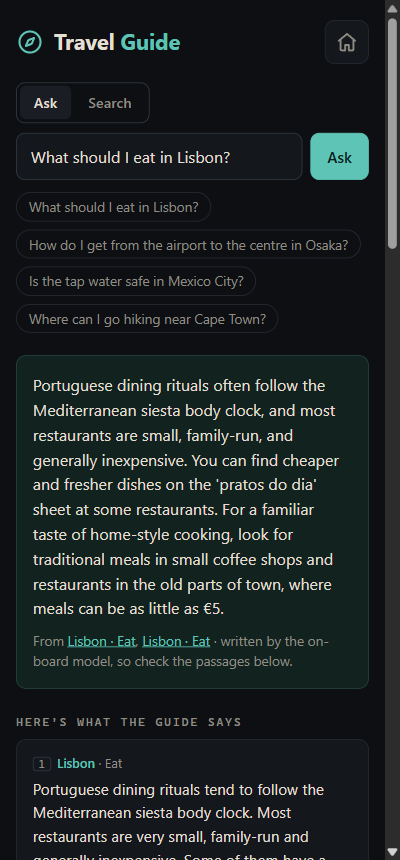 Travel Guide
Ask Search
What should I eat in Lisbon? Ask
What should I eat in Lisbon?
How do I get from the airport to the centre in Osaka?
Is the tap water safe in Mexico City?
Where can I go hiking near Cape Town?
Portuguese dining rituals often follow the
Mediterranean siesta body clock, and most
restaurants are small, family-run, and
generally inexpensive. You can find cheaper
and fresher dishes on the 'pratos do dia'
sheet at some restaurants. For a familiar
taste of home-style cooking, look for
traditional meals in small coffee shops and
restaurants in the old parts of town, where
meals can be as little as €5.
From Lisbon · Eat, Lisbon · Eat · written by the on-
board model, so check the passages below.
HERE'S WHAT THE GUIDE SAYS
1 Lisbon · Eat
Portuguese dining rituals tend to follow the
Mediterranean siesta body clock. Most
restaurants are very small, family-run and
generally inexpensive. Some of them have a